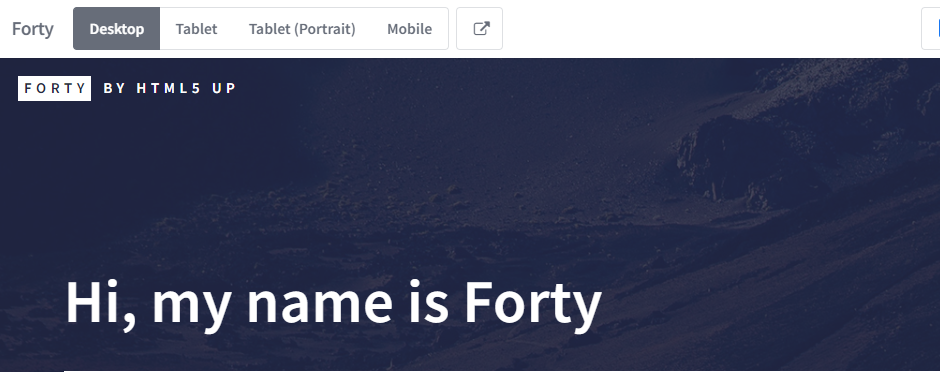 Forty Desktop Tablet Tablet (Portrait) Mobile
FORTY BY HTML5 UP
Hi, my name is Forty